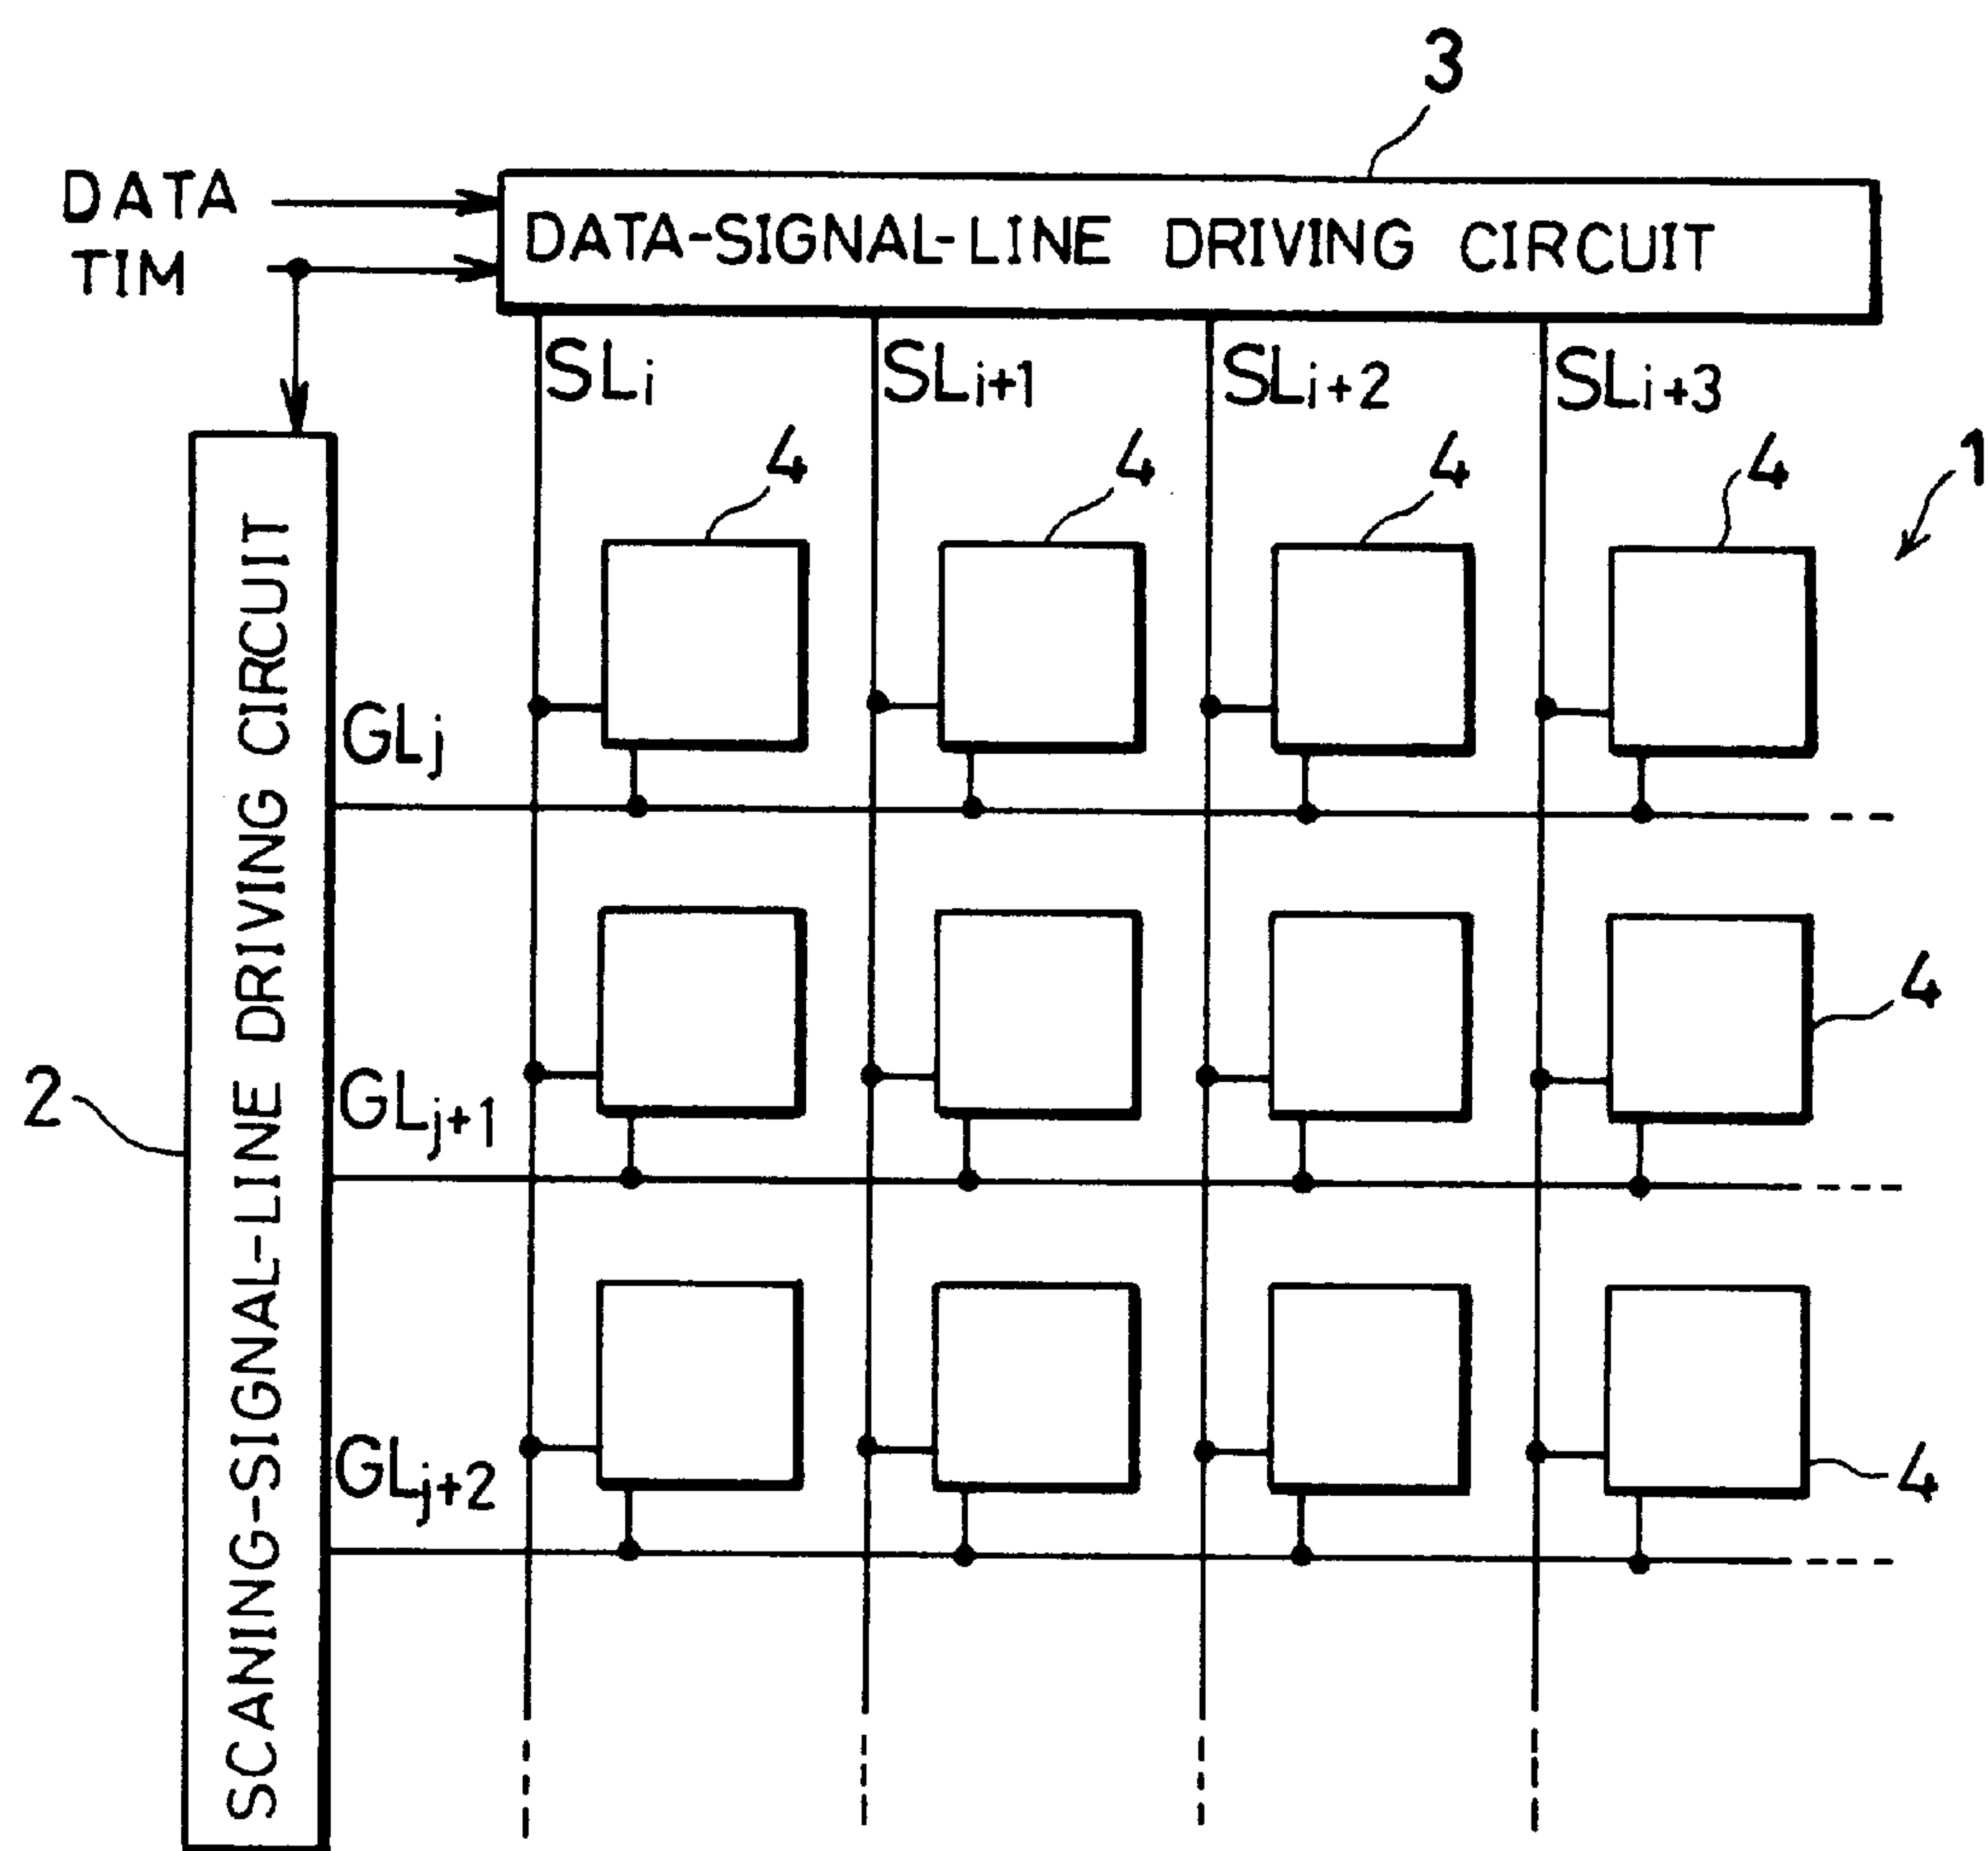 3
DATA
TIM
DATA-SIGNAL-LINE DRIVING CIRCUIT
SLi
SLi+1
SLi+2
SLi+3
4
4
4
4
1
SCANING-SIGNAL-LINE DRIVING CIRCUIT
GLj
4
2
GLj+1
GLj+2
4